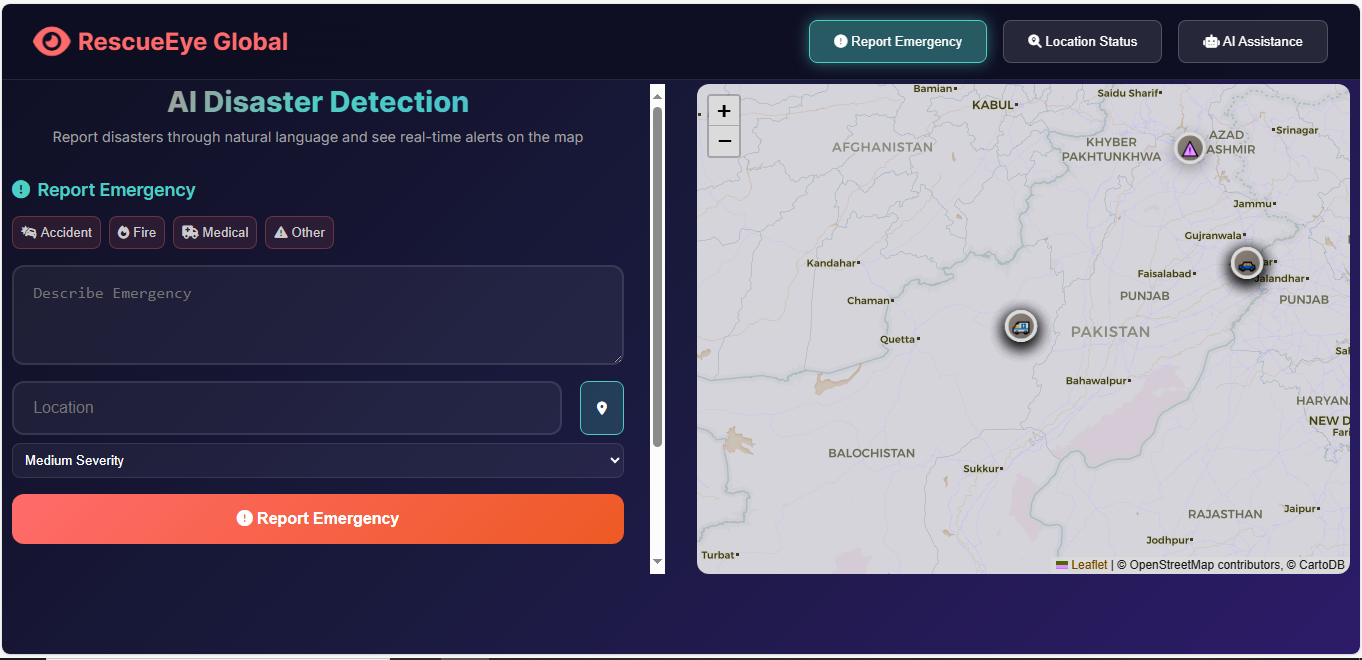 RescueEye Global
Report Emergency
Location Status
AI Assistance
AI Disaster Detection
Report disasters through natural language and see real-time alerts on the map
Report Emergency
Accident
Fire
Medical
Other
Describe Emergency
Location
Medium Severity
Report Emergency
+
−
Bamian
KABUL
Saidu Sharif
AFGHANISTAN
KHYBER
PAKHTUNKHWA
AZAD
ASHMIR
Srinagar
Jammu
Gujranwala
Kandahar
Faisalabad
Jalandhar
Chaman
PUNJAB
PUNJAB
Quetta
PAKISTAN
Bahawalpur
HARYAN
NEW D
Fari
BALOCHISTAN
Sukkur
RAJASTHAN
Jaipur
Jodhpur
Turbat
Leaflet | © OpenStreetMap contributors, © CartoDB